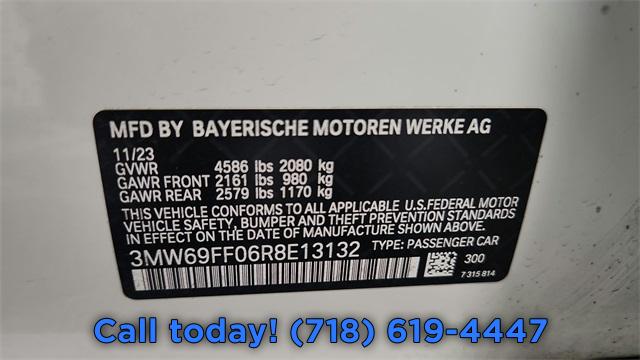 MFD BY BAYERISCHE MOTOREN WERKE AG
11/23
GVWR 4586 lbs 2080 kg
GAWR FRONT 2161 lbs 980 kg
GAWR REAR 2579 lbs 1170 kg
THIS VEHICLE CONFORMS TO ALL APPLICABLE U.S.FEDERAL MOTOR
VEHICLE SAFETY, BUMPER AND THEFT PREVENTION STANDARDS
IN EFFECT ON THE DATE OF MANUFACTURE SHOWN ABOVE.
3MW69FF06R8E13132 TYPE: PASSENGER CAR
300
7 315 814
Call today! (718) 619-4447